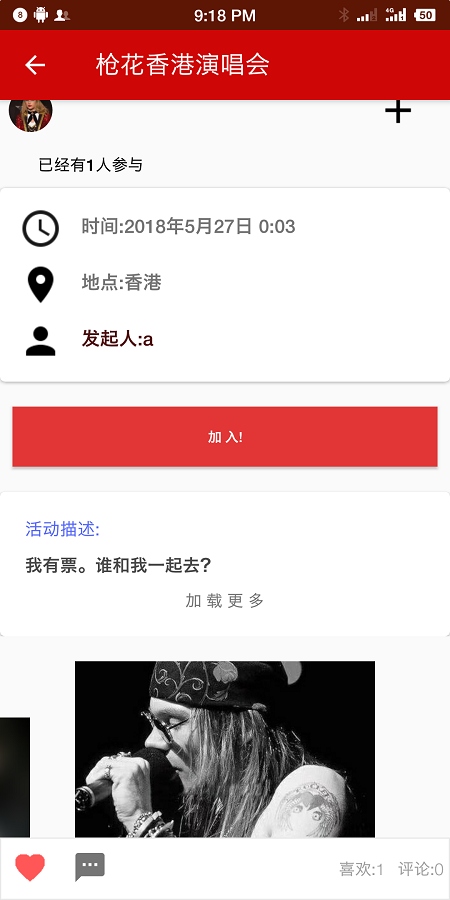 8 9:18 PM 4G 50
枪花香港演唱会
已经有1人参与
时间:2018年5月27日 0:03
地点:香港
发起人:a
加 入!
活动描述:
我有票。谁和我一起去?
加 载 更 多
喜欢:1 评论:0